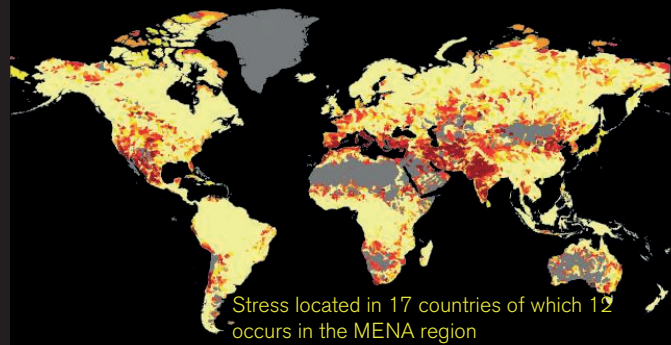 Stress located in 17 countries of which 12
occurs in the MENA region